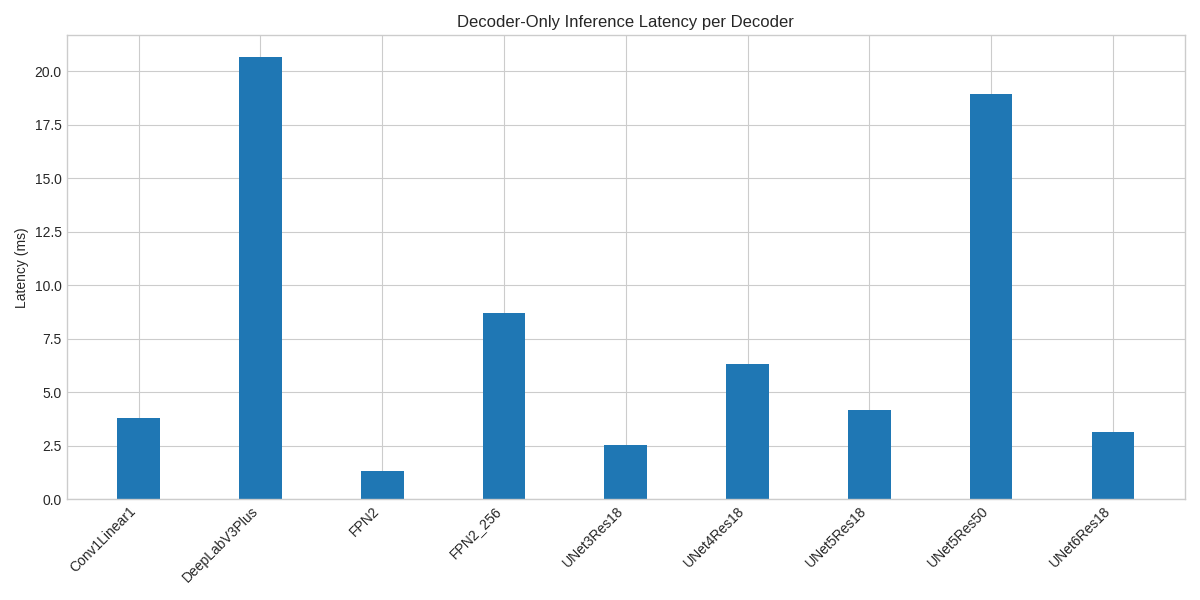 Decoder-Only Inference Latency per Decoder
Latency (ms)
20.0
17.5
15.0
12.5
10.0
7.5
5.0
2.5
0.0
Conv1Linear1
DeepLabV3Plus
FPN2
FPN2_256
UNet3Res18
UNet4Res18
UNet5Res18
UNet5Res50
UNet6Res18